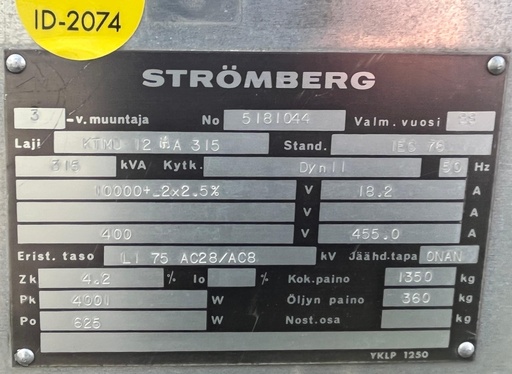 ID-2074
STRÖMBERG
3 -v.muuntaja No 5181044 Valm. vuosi
Laji KTMU 12 A 315 Stand. IEC 76
315 kVA Kytk. Dyn11 50 Hz
10000+-2x2.5% V 18.2 A
V A
400 V 455.0 A
Erist. taso LI 75 AC28/AC8 kV Jäähd.tapa ONAN
Zk 4.2 % Io % Kok.paino 1350 kg
Pk 4001 W Öljyn paino 360 kg
Po 625 W Nost.osa kg
YKLP 1250